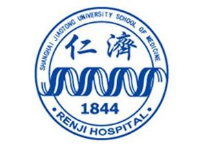 SHANGHAI JIAOTONG UNIVERSITY SCHOOL OF MEDICINE
仁濟
1844
· RENJI HOSPITAL ·